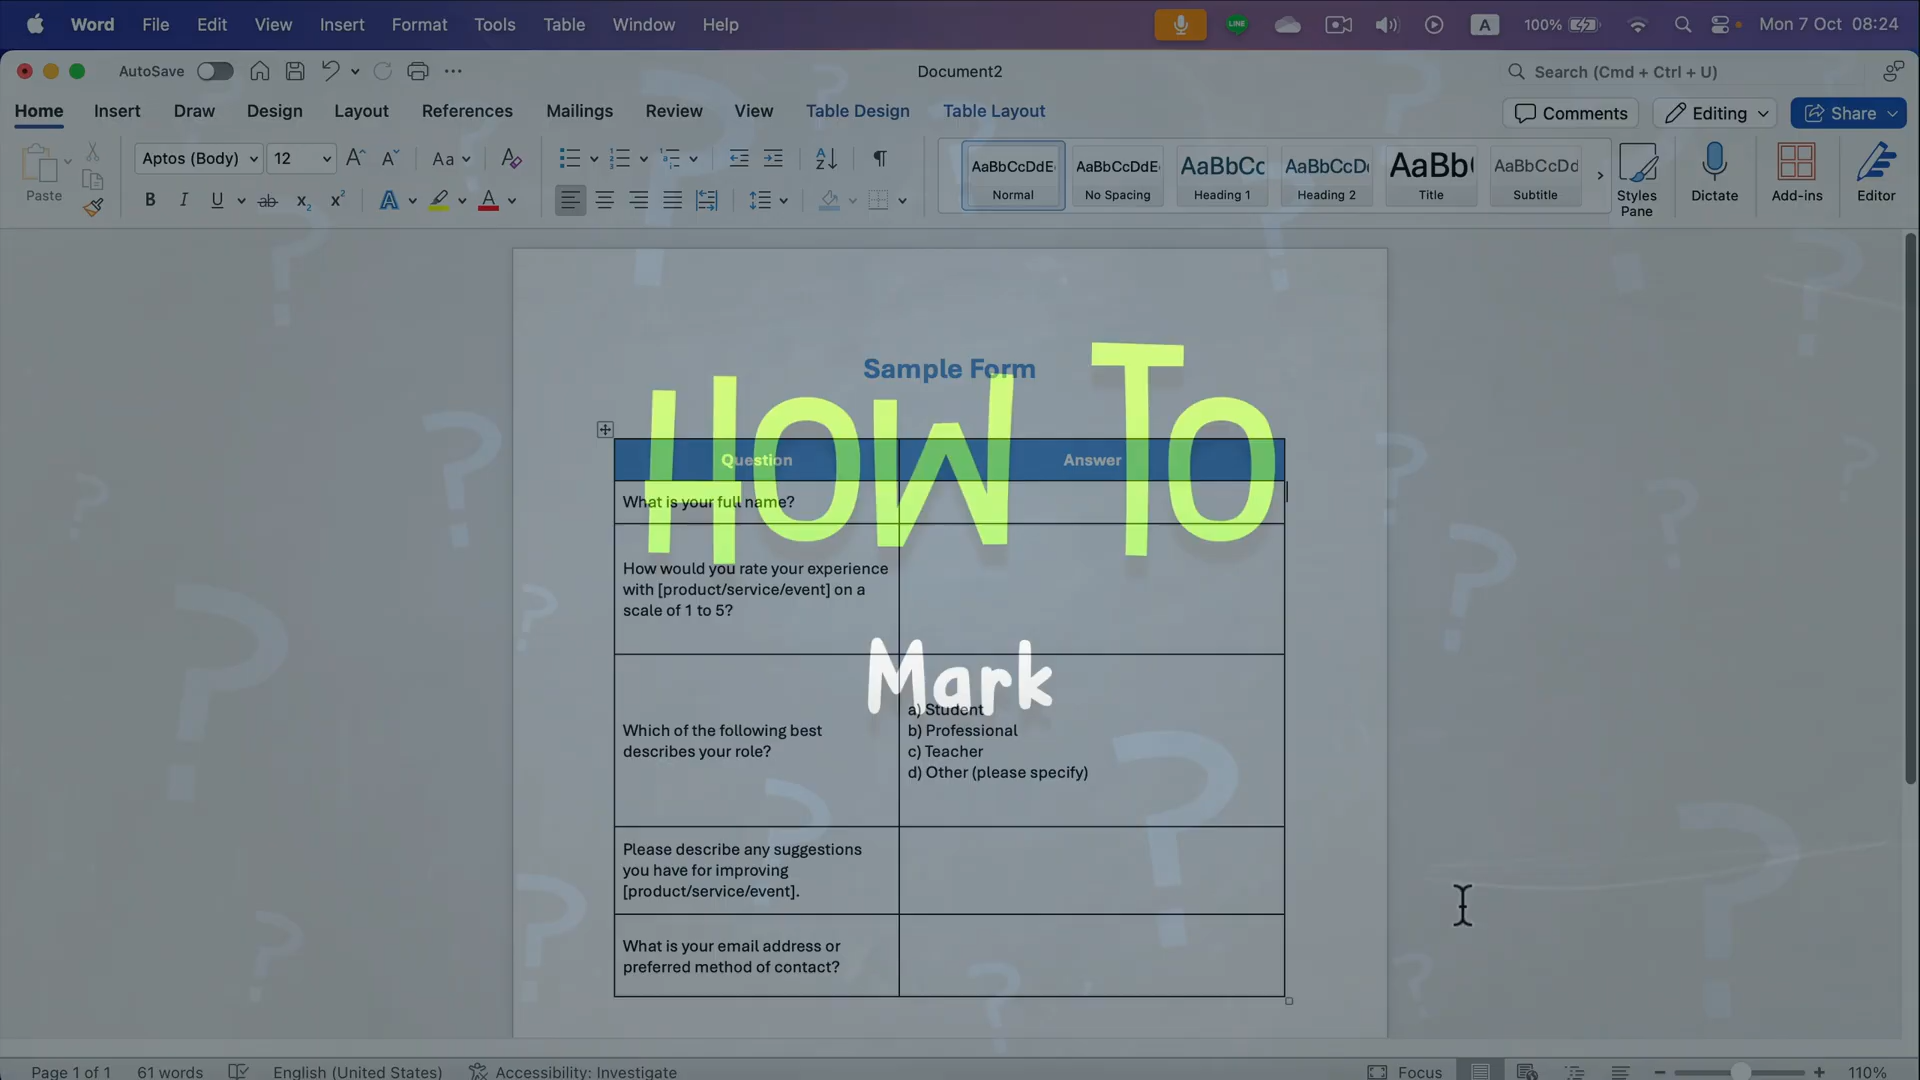 Word File Edit View Insert Format Tools Table Window Help LINE A 100% Mon 7 Oct 08:24
AutoSave Document2 Search (Cmd + Ctrl + U)
Home Insert Draw Design Layout References Mailings Review View Table Design Table Layout Comments Editing Share
Paste Aptos (Body) 12
AaBbCcDdE AaBbCcDdE AaBbCc AaBbCcD AaBb AaBbCcDd
Normal No Spacing Heading 1 Heading 2 Title Subtitle
Styles Pane Dictate Add-ins Editor
Sample Form
How To
Mark
Question Answer
What is your full name?
How would you rate your experience
with [product/service/event] on a
scale of 1 to 5?
Which of the following best
describes your role?
a) Student
b) Professional
c) Teacher
d) Other (please specify)
Please describe any suggestions
you have for improving
[product/service/event].
What is your email address or
preferred method of contact?
Page 1 of 1 61 words English (United States) Accessibility: Investigate Focus 110%